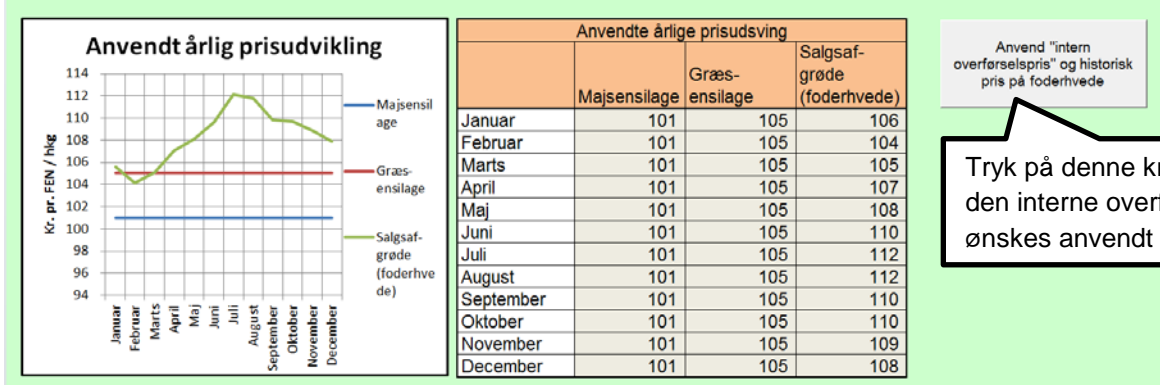 Anvendt årlig prisudvikling
Kr. pr. FEN / hkg
114
112
110
108
106
104
102
100
98
96
94
Januar
Februar
Marts
April
Maj
Juni
Juli
August
September
Oktober
November
December
Majsensil
age
Græs-
ensilage
Salgsaf-
grøde
(foderhve
de)
Anvendte årlige prisudsving
Majsensilage Græs-ensilage Salgsaf-grøde (foderhvede)
Januar 101 105 106
Februar 101 105 104
Marts 101 105 105
April 101 105 107
Maj 101 105 108
Juni 101 105 110
Juli 101 105 112
August 101 105 112
September 101 105 110
Oktober 101 105 110
November 101 105 109
December 101 105 108
Anvend "intern
overførselspris" og historisk
pris på foderhvede
Tryk på denne
den interne
ønskes anvendt